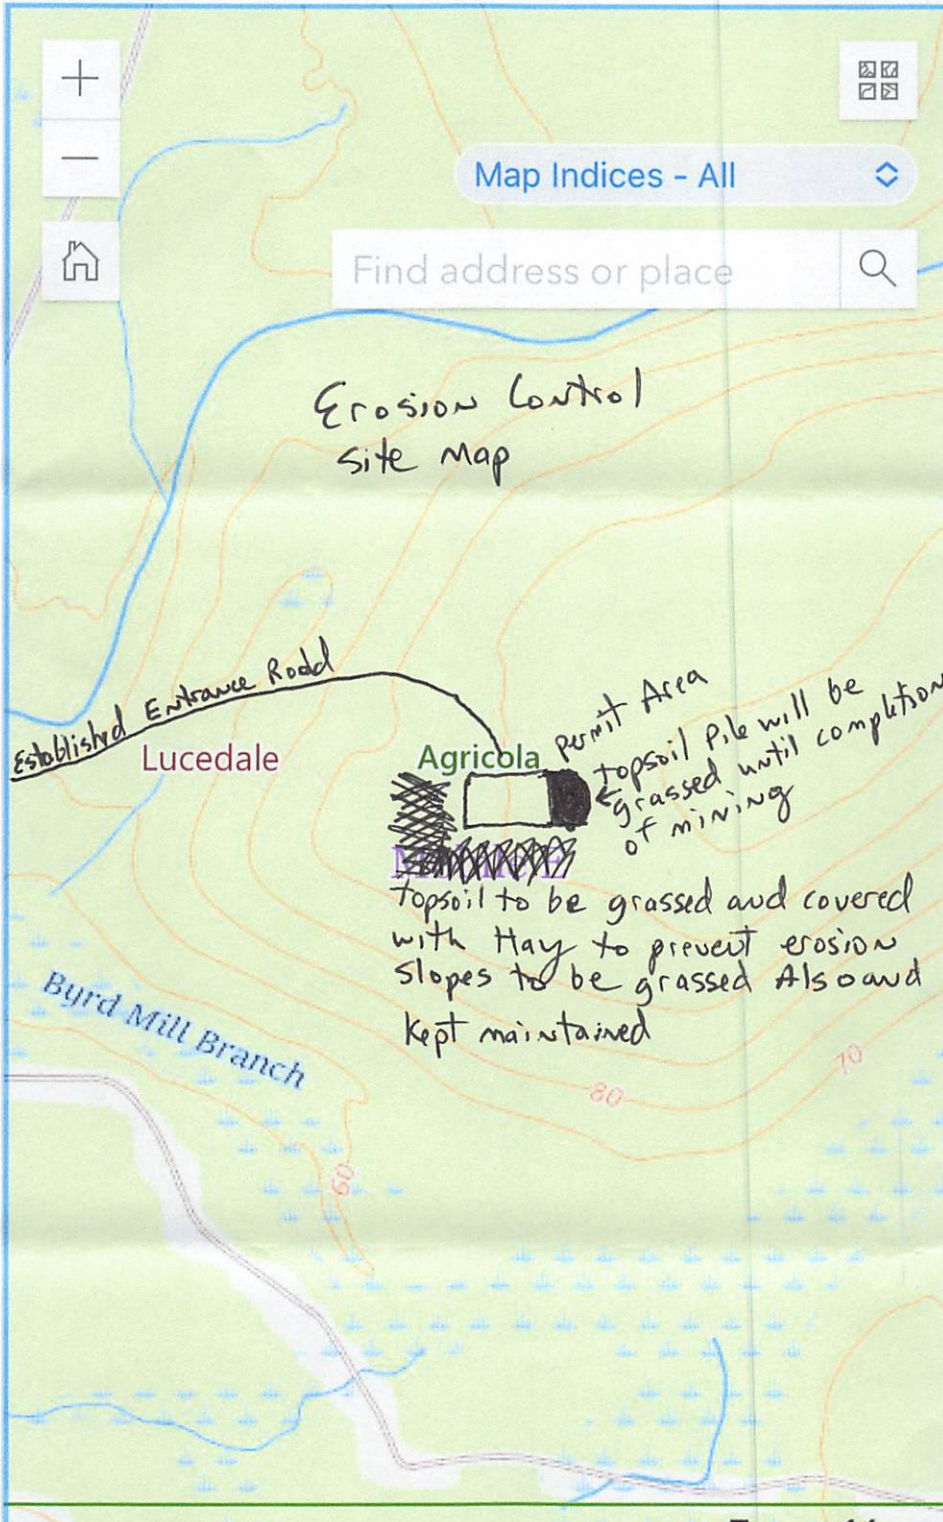 Map Indices - All
Find address or place
Erosion Control
site map
Established Entrance Rodd
Lucedale
Agricola
permit Area
topsoil pile will be
grassed until completion
of mining
topsoil to be grassed and covered
with Hay to prevent erosion
slopes to be grassed Also and
kept maintained
Byrd Mill Branch
80
70
60